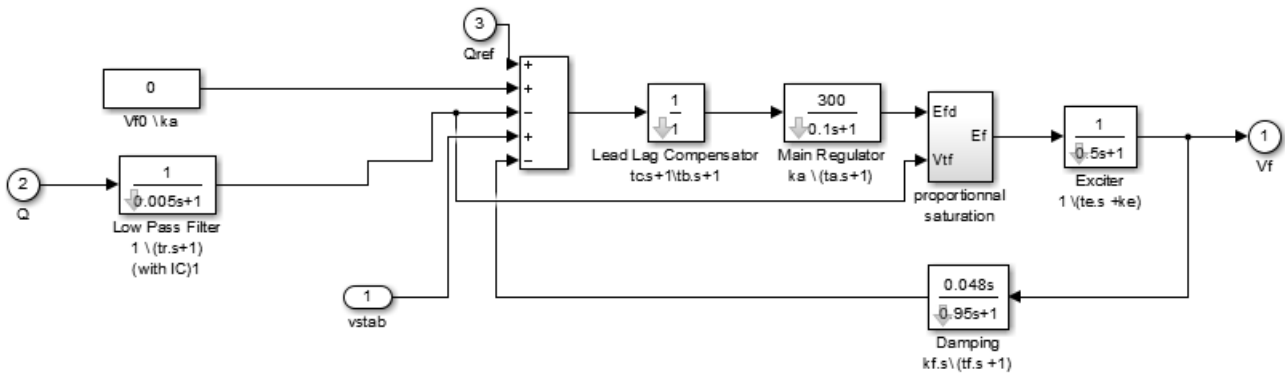 3
Qref
0
Vf0 \ ka
+
+
−
+
−
1
1
Lead Lag Compensator
tc.s+1\tb.s+1
300
0.1s+1
Main Regulator
ka \ (ta.s+1)
Efd
Ef
Vtf
proportionnal
saturation
1
0.5s+1
Exciter
1 \(te.s +ke)
1
Vf
2
Q
1
0.005s+1
Low Pass Filter
1 \ (tr.s+1)
(with IC)1
1
vstab
0.048s
0.95s+1
Damping
kf.s\ (tf.s +1)